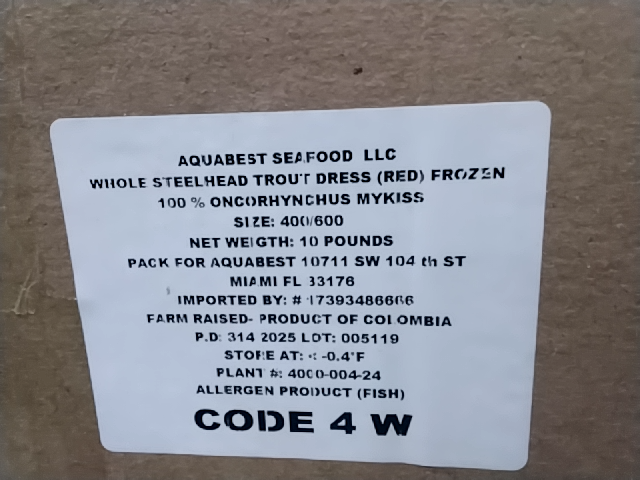 AQUABEST SEAFOOD LLC
WHOLE STEELHEAD TROUT DRESS (RED) FROZEN
100 % ONCORHYNCHUS MYKISS
SIZE: 400/600
NET WEIGTH: 10 POUNDS
PACK FOR AQUABEST 10711 SW 104 th ST
MIAMI FL 33176
IMPORTED BY: # 17393486666
FARM RAISED- PRODUCT OF COLOMBIA
P.D: 314 2025 LOT: 005119
STORE AT: < -0.4°F
PLANT #: 4000-004-24
ALLERGEN PRODUCT (FISH)
CODE 4 W